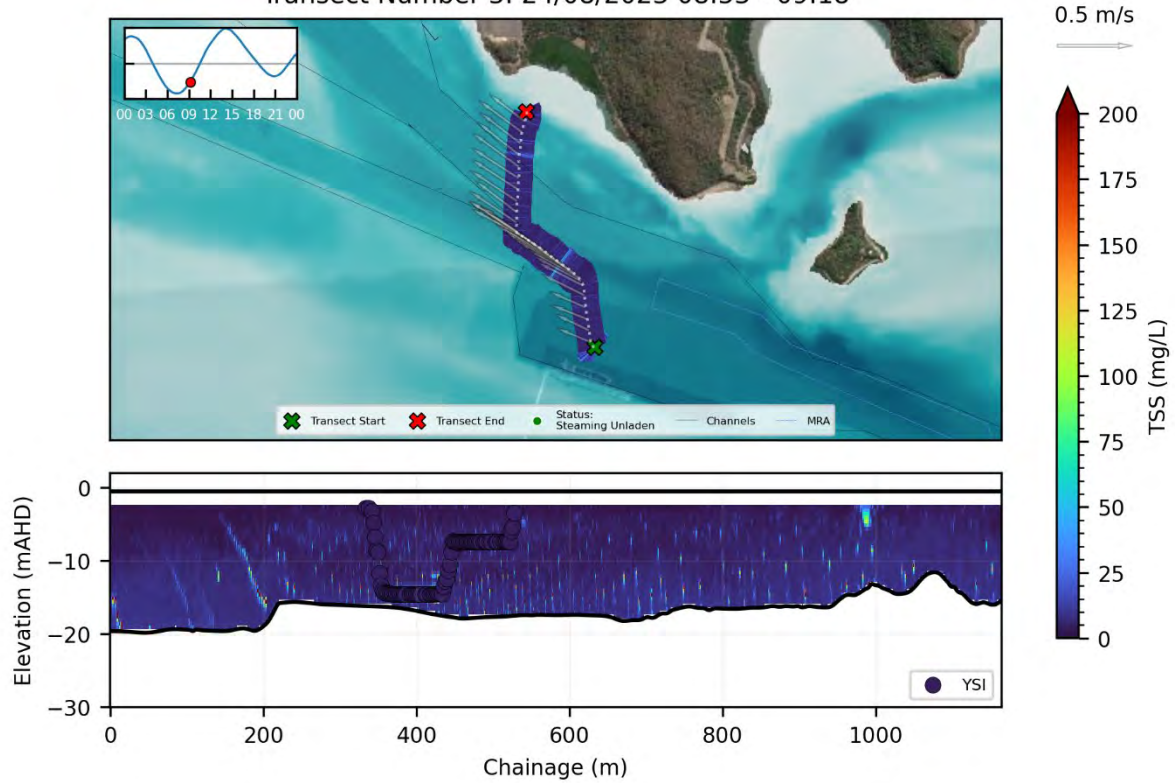 Transect Number 3: 24/08/2023 08:53 - 09:18
0.5 m/s
00 03 06 09 12 15 18 21 00
Transect Start
Transect End
Status:
Steaming Unladen
Channels
MRA
200
175
150
125
100
75
50
25
0
TSS (mg/L)
0
−10
−20
−30
Elevation (mAHD)
YSI
0 200 400 600 800 1000
Chainage (m)